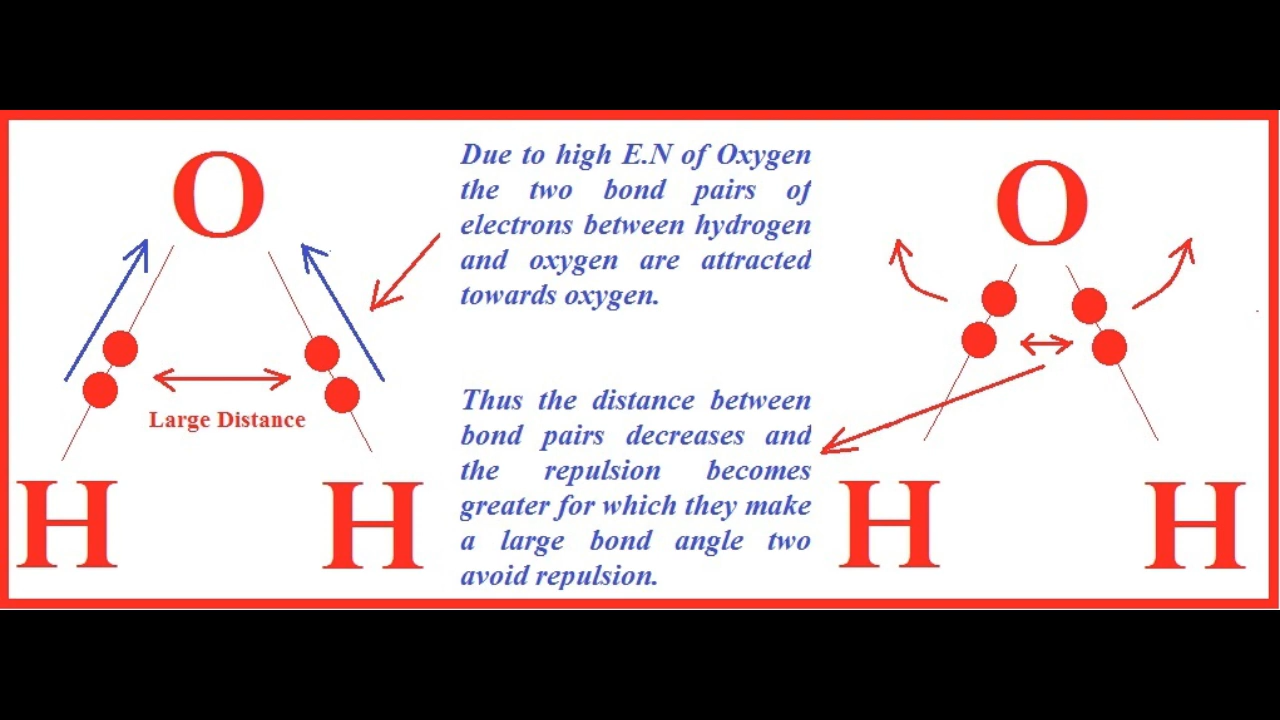 O
Large Distance
H H
Due to high E.N of Oxygen
the two bond pairs of
electrons between hydrogen
and oxygen are attracted
towards oxygen.
Thus the distance between
bond pairs decreases and
the repulsion becomes
greater for which they make
a large bond angle two
avoid repulsion.
O
H H